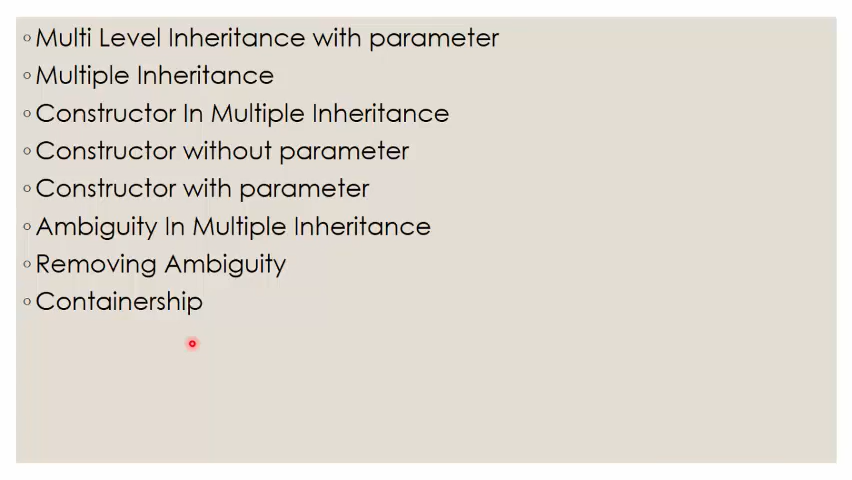 ◦Multi Level Inheritance with parameter
◦Multiple Inheritance
◦Constructor In Multiple Inheritance
◦Constructor without parameter
◦Constructor with parameter
◦Ambiguity In Multiple Inheritance
◦Removing Ambiguity
◦Containership